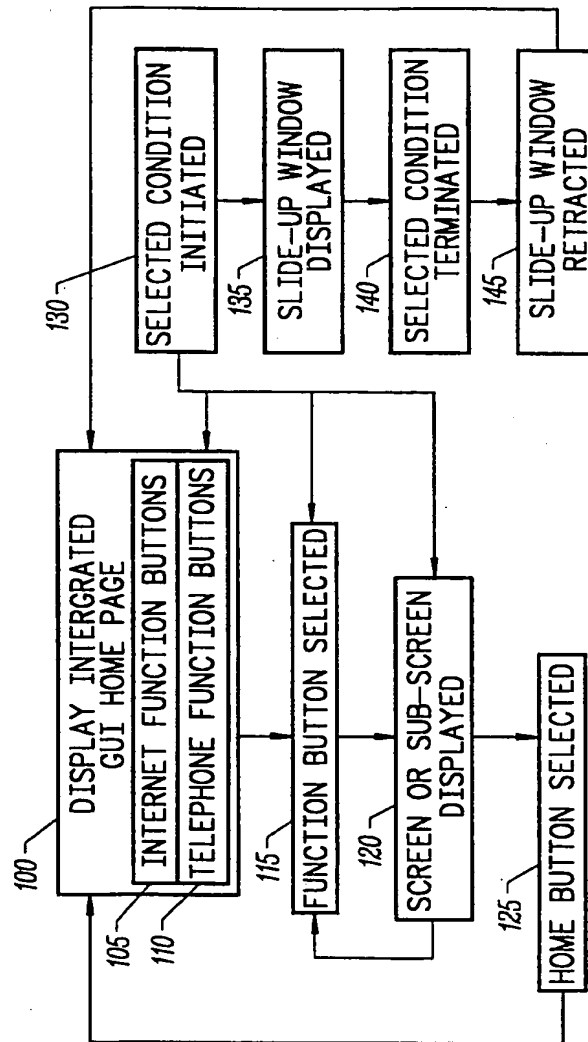 100
DISPLAY INTERGRATED
GUI HOME PAGE
105
INTERNET FUNCTION BUTTONS
110
TELEPHONE FUNCTION BUTTONS
115
FUNCTION BUTTON SELECTED
120
SCREEN OR SUB-SCREEN
DISPLAYED
125
HOME BUTTON SELECTED
130
SELECTED CONDITION
INITIATED
135
SLIDE-UP WINDOW
DISPLAYED
140
SELECTED CONDITION
TERMINATED
145
SLIDE-UP WINDOW
RETRACTED